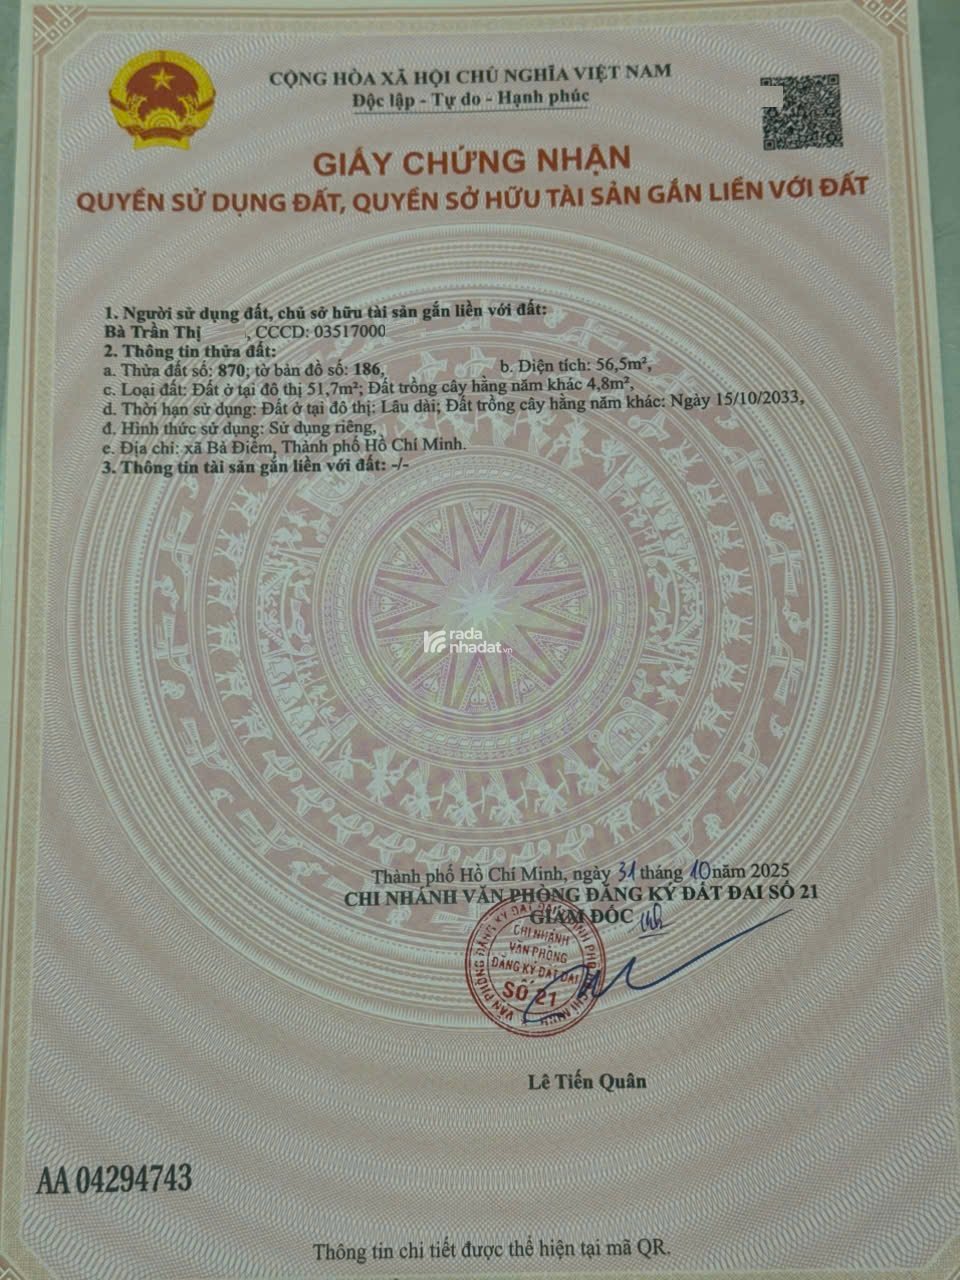 CỘNG HÒA XÃ HỘI CHỦ NGHĨA VIỆT NAM
Độc lập - Tự do - Hạnh phúc
GIẤY CHỨNG NHẬN
QUYỀN SỬ DỤNG ĐẤT, QUYỀN SỞ HỮU TÀI SẢN GẮN LIỀN VỚI ĐẤT
1. Người sử dụng đất, chủ sở hữu tài sản gắn liền với đất:
Bà Trần Thị , CCCD: 03517000
2. Thông tin thửa đất:
a. Thửa đất số: 870; tờ bản đồ số: 186, b. Diện tích: 56,5m²,
c. Loại đất: Đất ở tại đô thị 51,7m²; Đất trồng cây hằng năm khác 4,8m²,
d. Thời hạn sử dụng: Đất ở tại đô thị: Lâu dài; Đất trồng cây hằng năm khác: Ngày 15/10/2033,
đ. Hình thức sử dụng: Sử dụng riêng,
e. Địa chỉ: xã Bà Điểm, Thành phố Hồ Chí Minh.
3. Thông tin tài sản gắn liền với đất: -/-
rada
nhadat.vn
Thành phố Hồ Chí Minh, ngày 31 tháng 10 năm 2025
CHI NHÁNH VĂN PHÒNG ĐĂNG KÝ ĐẤT ĐAI SỐ 21
GIÁM ĐỐC
CHI NHÁNH
VĂN PHÒNG
ĐĂNG KÝ ĐẤT ĐAI
SỐ 21
Lê Tiến Quân
AA 04294743
Thông tin chi tiết được thể hiện tại mã QR.